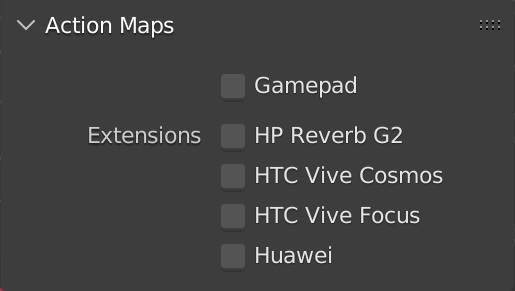 Action Maps
Gamepad
Extensions HP Reverb G2
HTC Vive Cosmos
HTC Vive Focus
Huawei